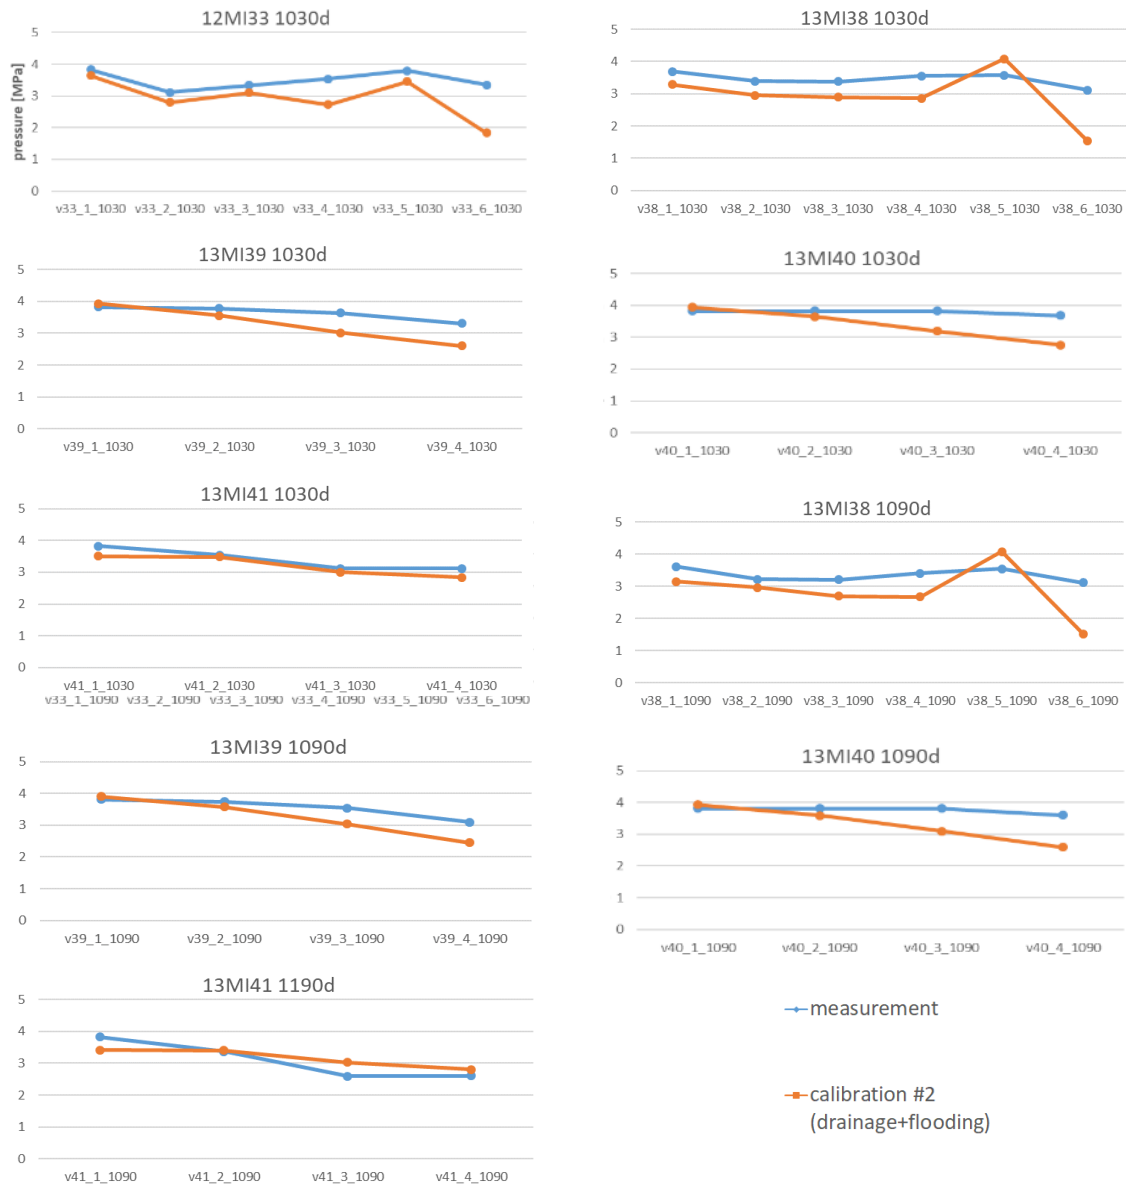 12MI33 1030d
pressure [MPa]
5
4
3
2
1
0
v33_1_1030 v33_2_1030 v33_3_1030 v33_4_1030 v33_5_1030 v33_6_1030
13MI38 1030d
5
4
3
2
1
0
v38_1_1030 v38_2_1030 v38_3_1030 v38_4_1030 v38_5_1030 v38_6_1030
13MI39 1030d
5
4
3
2
1
0
v39_1_1030 v39_2_1030 v39_3_1030 v39_4_1030
13MI40 1030d
5
4
3
2
1
0
v40_1_1030 v40_2_1030 v40_3_1030 v40_4_1030
13MI41 1030d
5
4
3
2
1
0
v41_1_1030 v41_2_1030 v41_3_1030 v41_4_1030
v33_1_1090 v33_2_1090 v33_3_1090 v33_4_1090 v33_5_1090 v33_6_1090
13MI38 1090d
5
4
3
2
1
0
v38_1_1090 v38_2_1090 v38_3_1090 v38_4_1090 v38_5_1090 v38_6_1090
13MI39 1090d
5
4
3
2
1
0
v39_1_1090 v39_2_1090 v39_3_1090 v39_4_1090
13MI40 1090d
5
4
3
2
1
0
v40_1_1090 v40_2_1090 v40_3_1090 v40_4_1090
13MI41 1190d
5
4
3
2
1
0
v41_1_1090 v41_2_1090 v41_3_1090 v41_4_1090
measurement
calibration #2
(drainage+flooding)